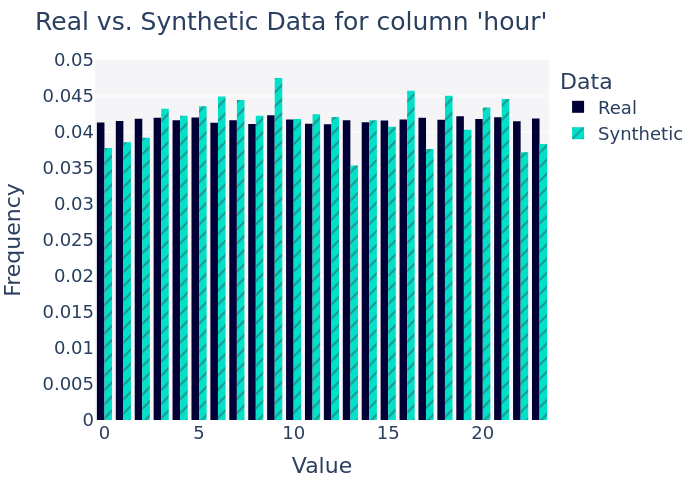 Real vs. Synthetic Data for column 'hour'
0.05
0.045
0.04
0.035
0.03
0.025
0.02
0.015
0.01
0.005
0
0 5 10 15 20
Value
Frequency
Data
Real
Synthetic